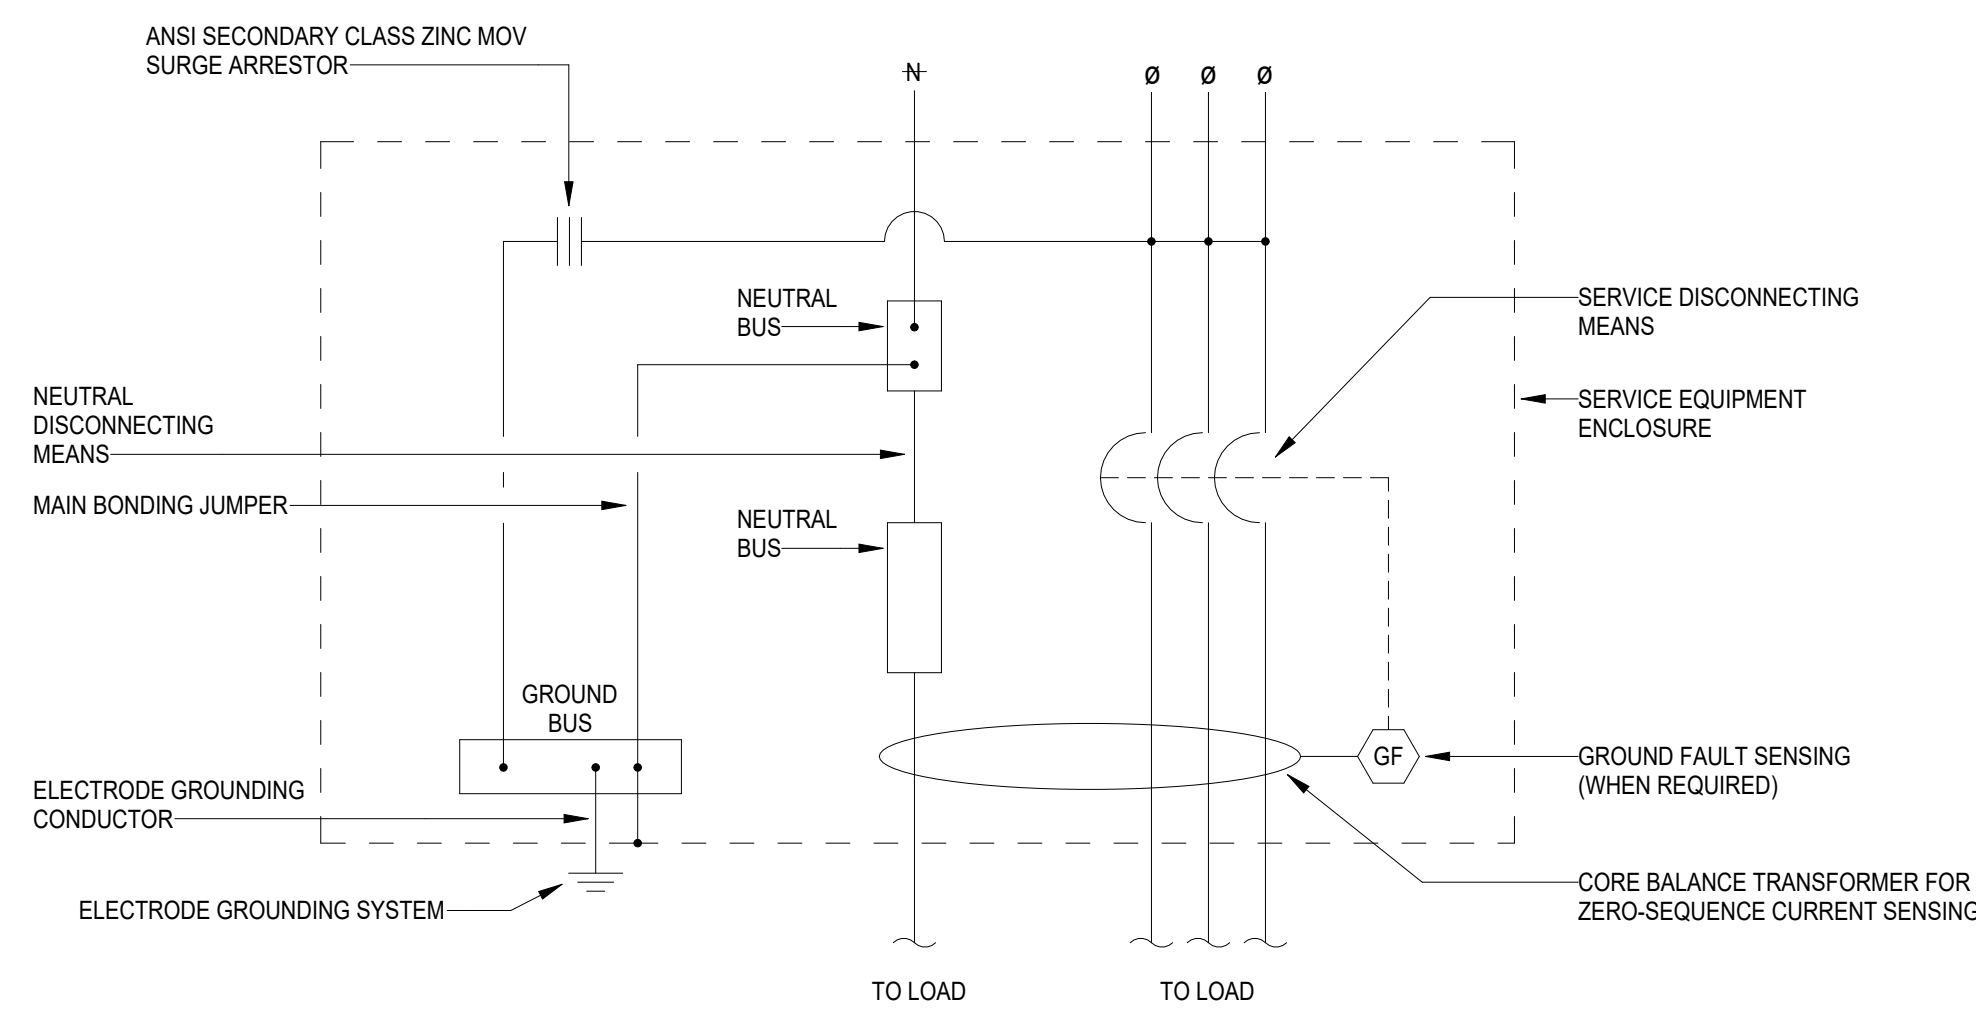 ANSI SECONDARY CLASS ZINC MOV
SURGE ARRESTOR
N
Ø Ø Ø
NEUTRAL
BUS
SERVICE DISCONNECTING
MEANS
NEUTRAL
DISCONNECTING
MEANS
SERVICE EQUIPMENT
ENCLOSURE
MAIN BONDING JUMPER
NEUTRAL
BUS
GROUND
BUS
GF
GROUND FAULT SENSING
(WHEN REQUIRED)
ELECTRODE GROUNDING
CONDUCTOR
CORE BALANCE TRANSFORMER FOR
ZERO-SEQUENCE CURRENT SENSING
ELECTRODE GROUNDING SYSTEM
TO LOAD
TO LOAD